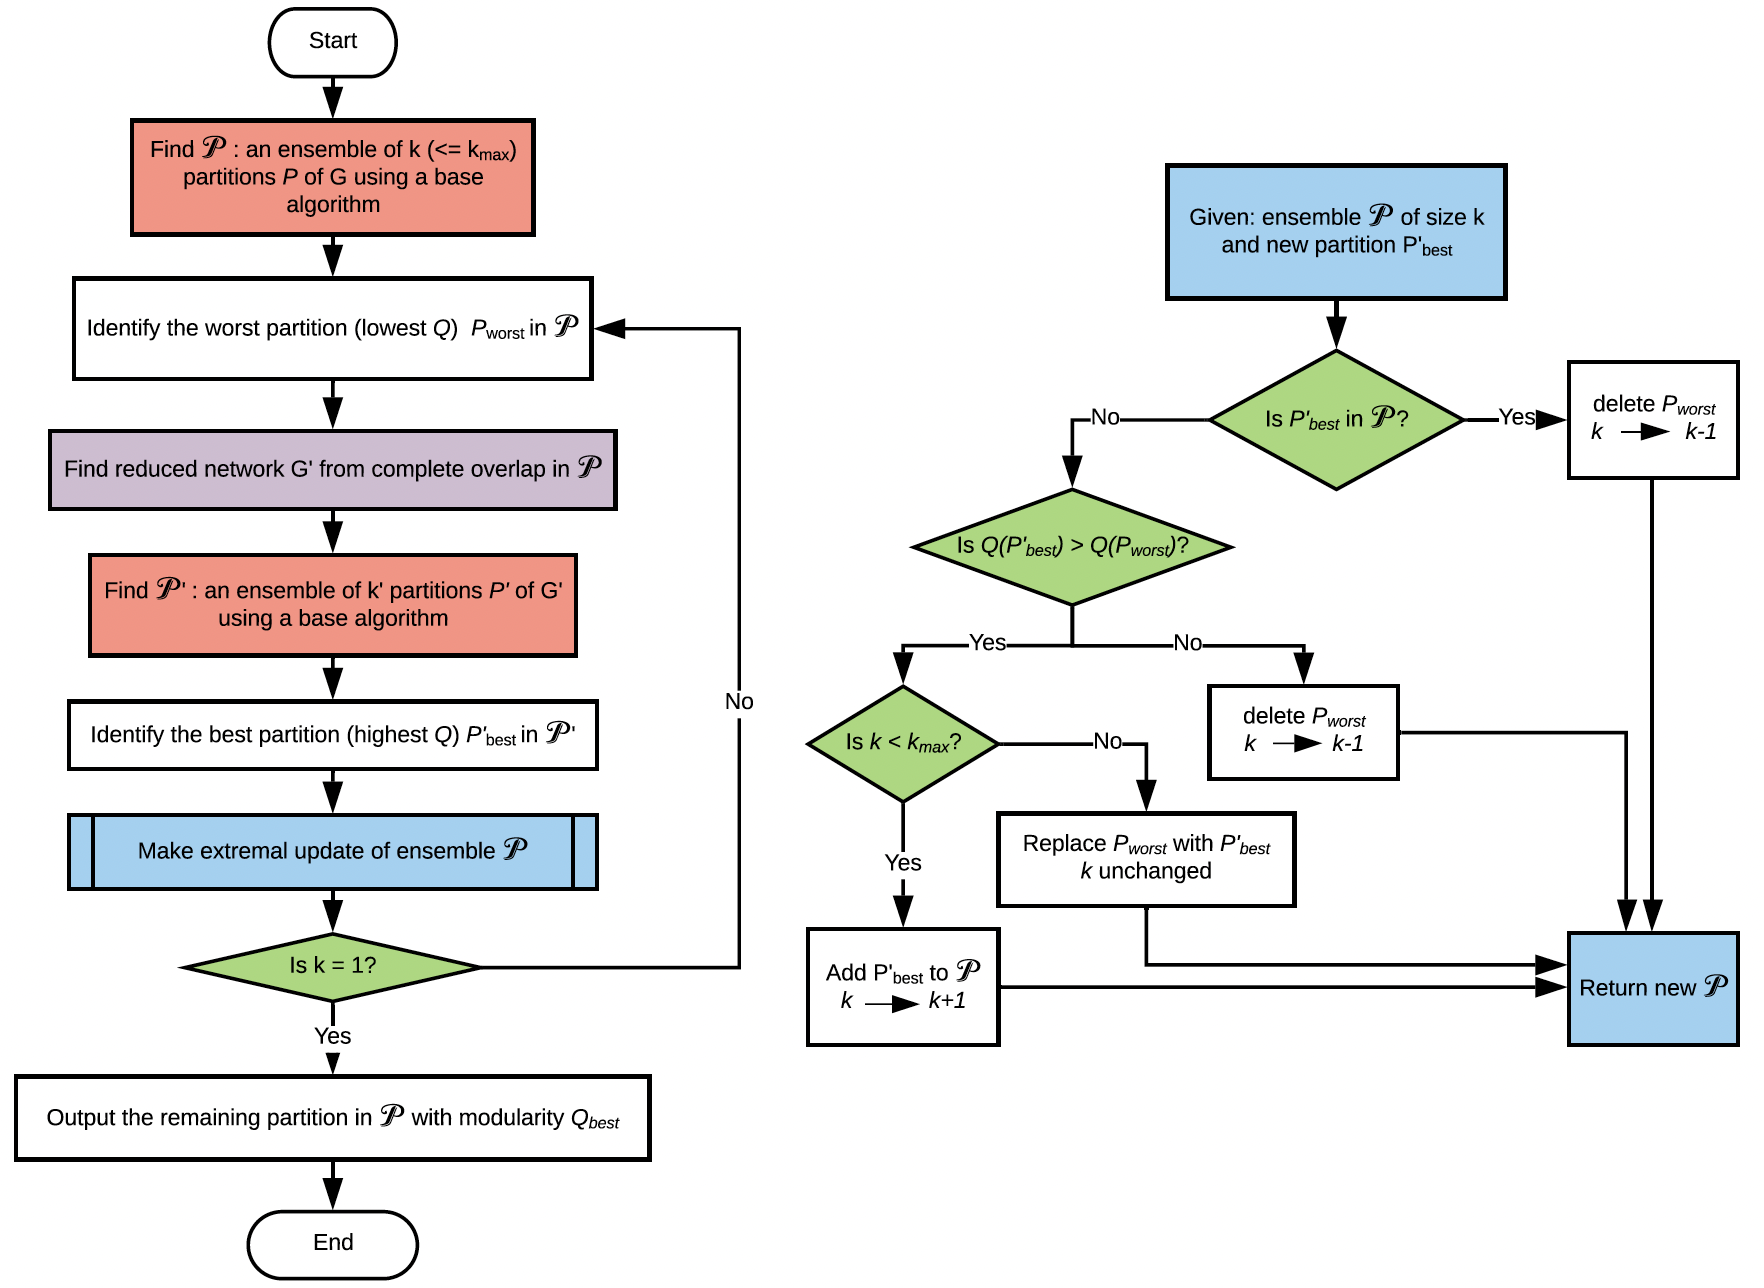 Start
Find 𝒫 : an ensemble of k (<= kmax)
partitions P of G using a base
algorithm
Identify the worst partition (lowest Q) Pworst in 𝒫
Find reduced network G' from complete overlap in 𝒫
Find 𝒫' : an ensemble of k' partitions P' of G'
using a base algorithm
Identify the best partition (highest Q) P'best in 𝒫'
Make extremal update of ensemble 𝒫
Is k = 1?
No
Yes
Output the remaining partition in 𝒫 with modularity Qbest
End
Given: ensemble 𝒫 of size k
and new partition P'best
Is P'best in 𝒫?
Yes
delete Pworst
k → k-1
No
Is Q(P'best) > Q(Pworst)?
Yes
No
Is k < kmax?
No
delete Pworst
k → k-1
Yes
Replace Pworst with P'best
k unchanged
Add P'best to 𝒫
k → k+1
Return new 𝒫